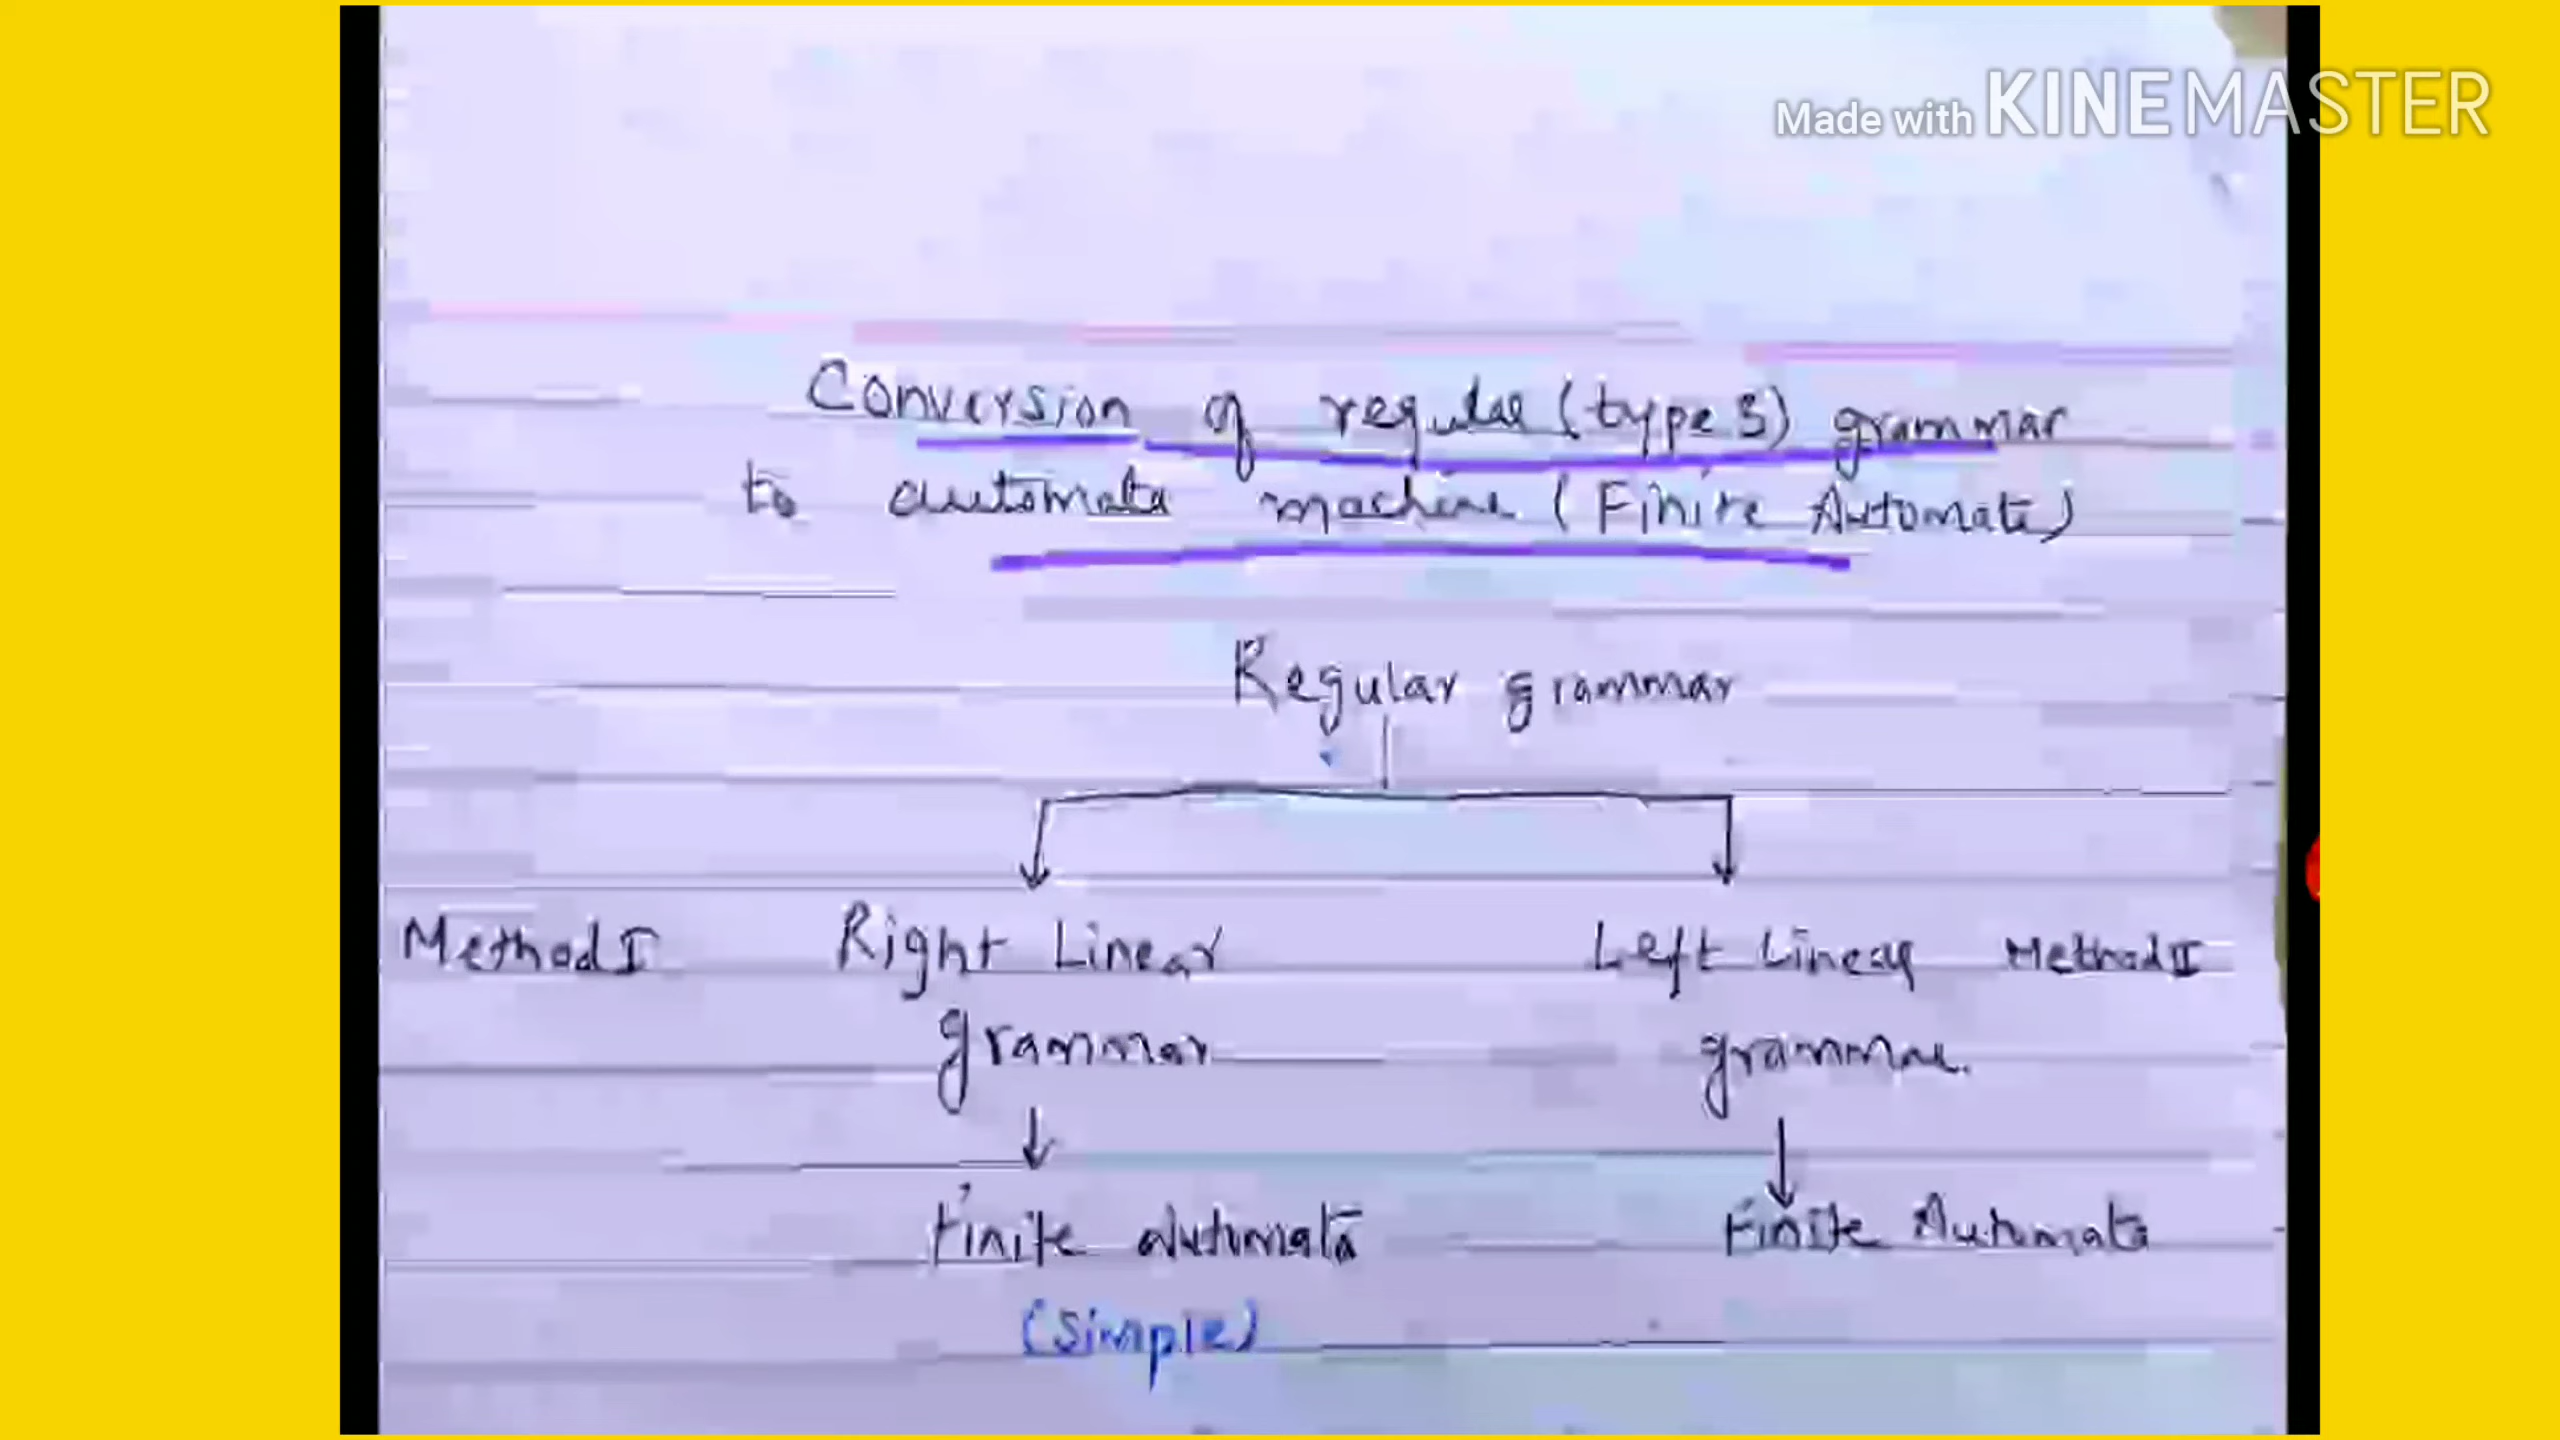 Made with KINEMASTER
Conversion of regular (type 3) grammar
to automata machine (Finite Automata)
Regular grammar
Method I Right Linear Left Linear Method II
grammar grammar.
Finite Automata Finite Automata
(Simple)